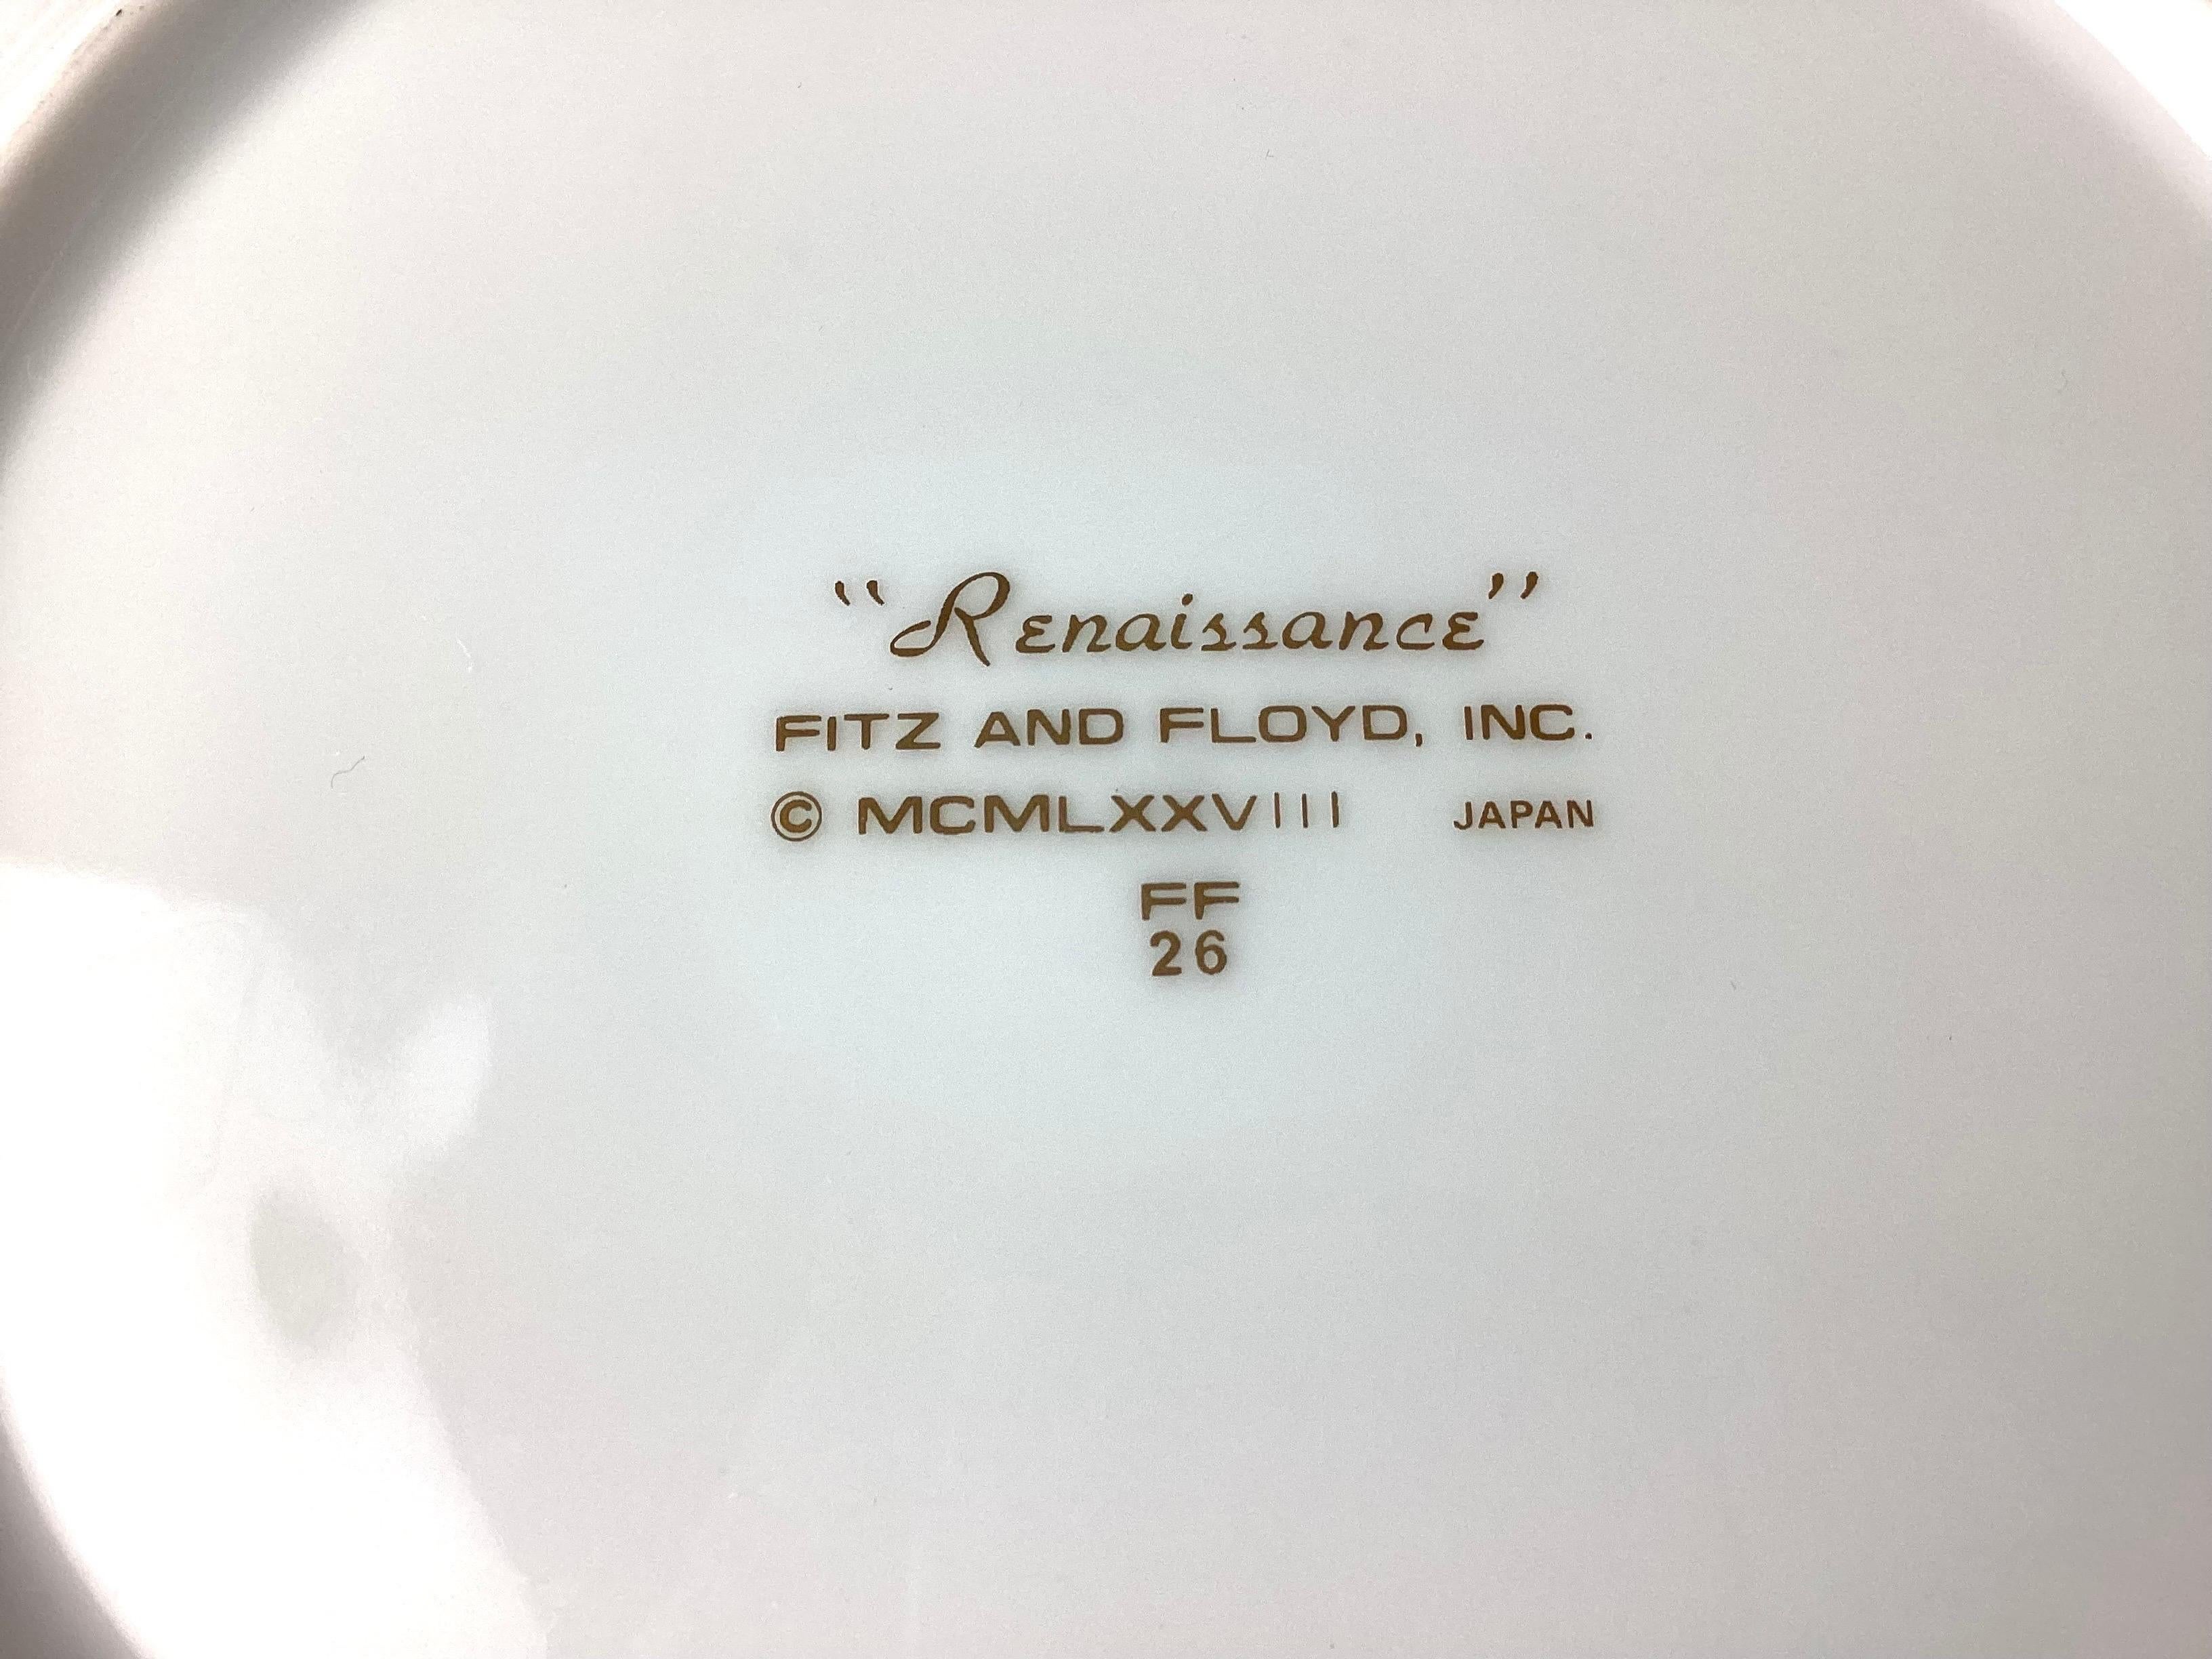 “Renaissance”
FITZ AND FLOYD, INC.
© MCMLXXVIII JAPAN
FF
26